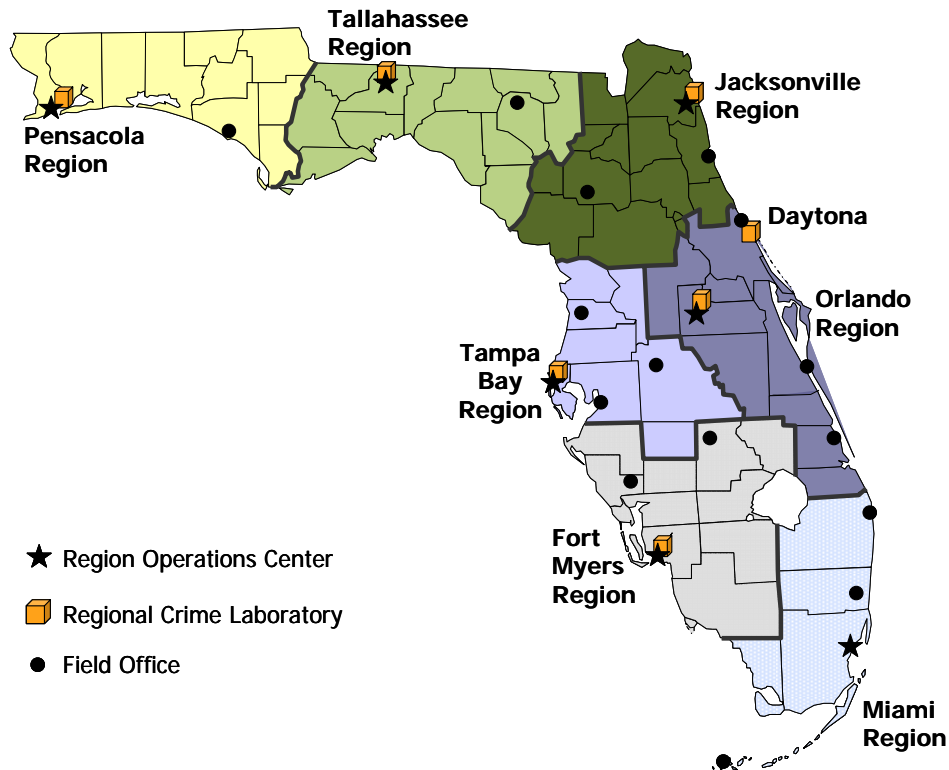 Tallahassee
Region
Jacksonville
Region
Pensacola
Region
Daytona
Orlando
Region
Tampa
Bay
Region
Fort
Myers
Region
Region Operations Center
Regional Crime Laboratory
Field Office
Miami
Region